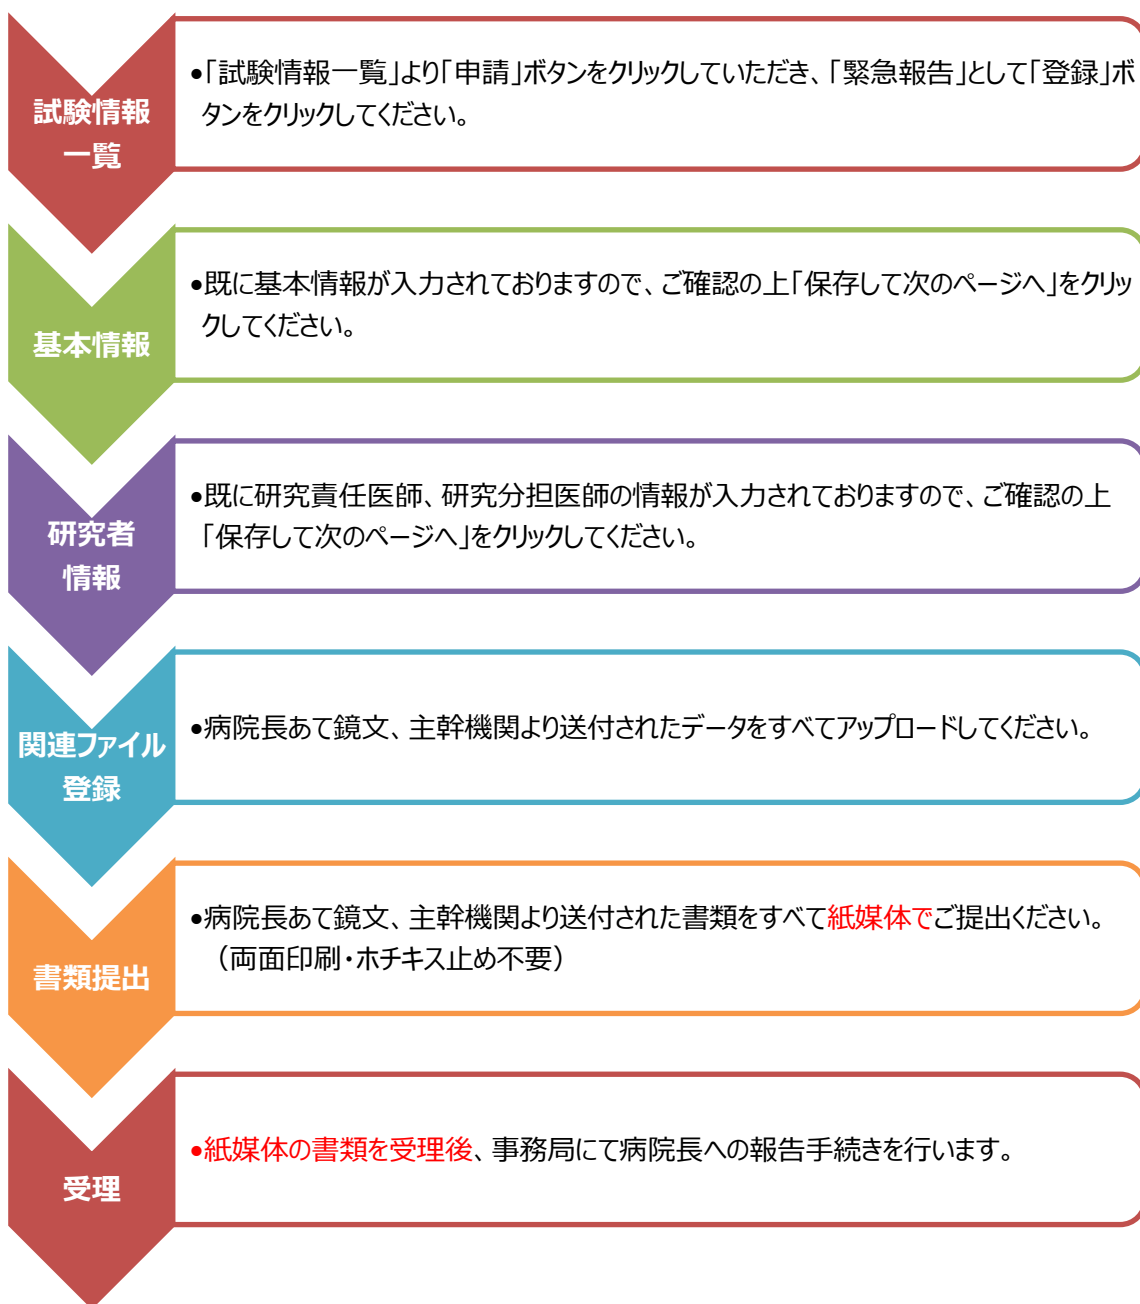 試験情報
一覧
•「試験情報一覧」より「申請」ボタンをクリックしていただき、「緊急報告」として「登録」ボ
タンをクリックしてください。
基本情報
•既に基本情報が入力されておりますので、ご確認の上「保存して次のページへ」をクリッ
クしてください。
研究者
情報
•既に研究責任医師、研究分担医師の情報が入力されておりますので、ご確認の上
「保存して次のページへ」をクリックしてください。
関連ファイル
登録
•病院長あて鏡文、主幹機関より送付されたデータをすべてアップロードしてください。
書類提出
•病院長あて鏡文、主幹機関より送付された書類をすべて紙媒体でご提出ください。
（両面印刷・ホチキス止め不要）
受理
•紙媒体の書類を受理後、事務局にて病院長への報告手続きを行います。